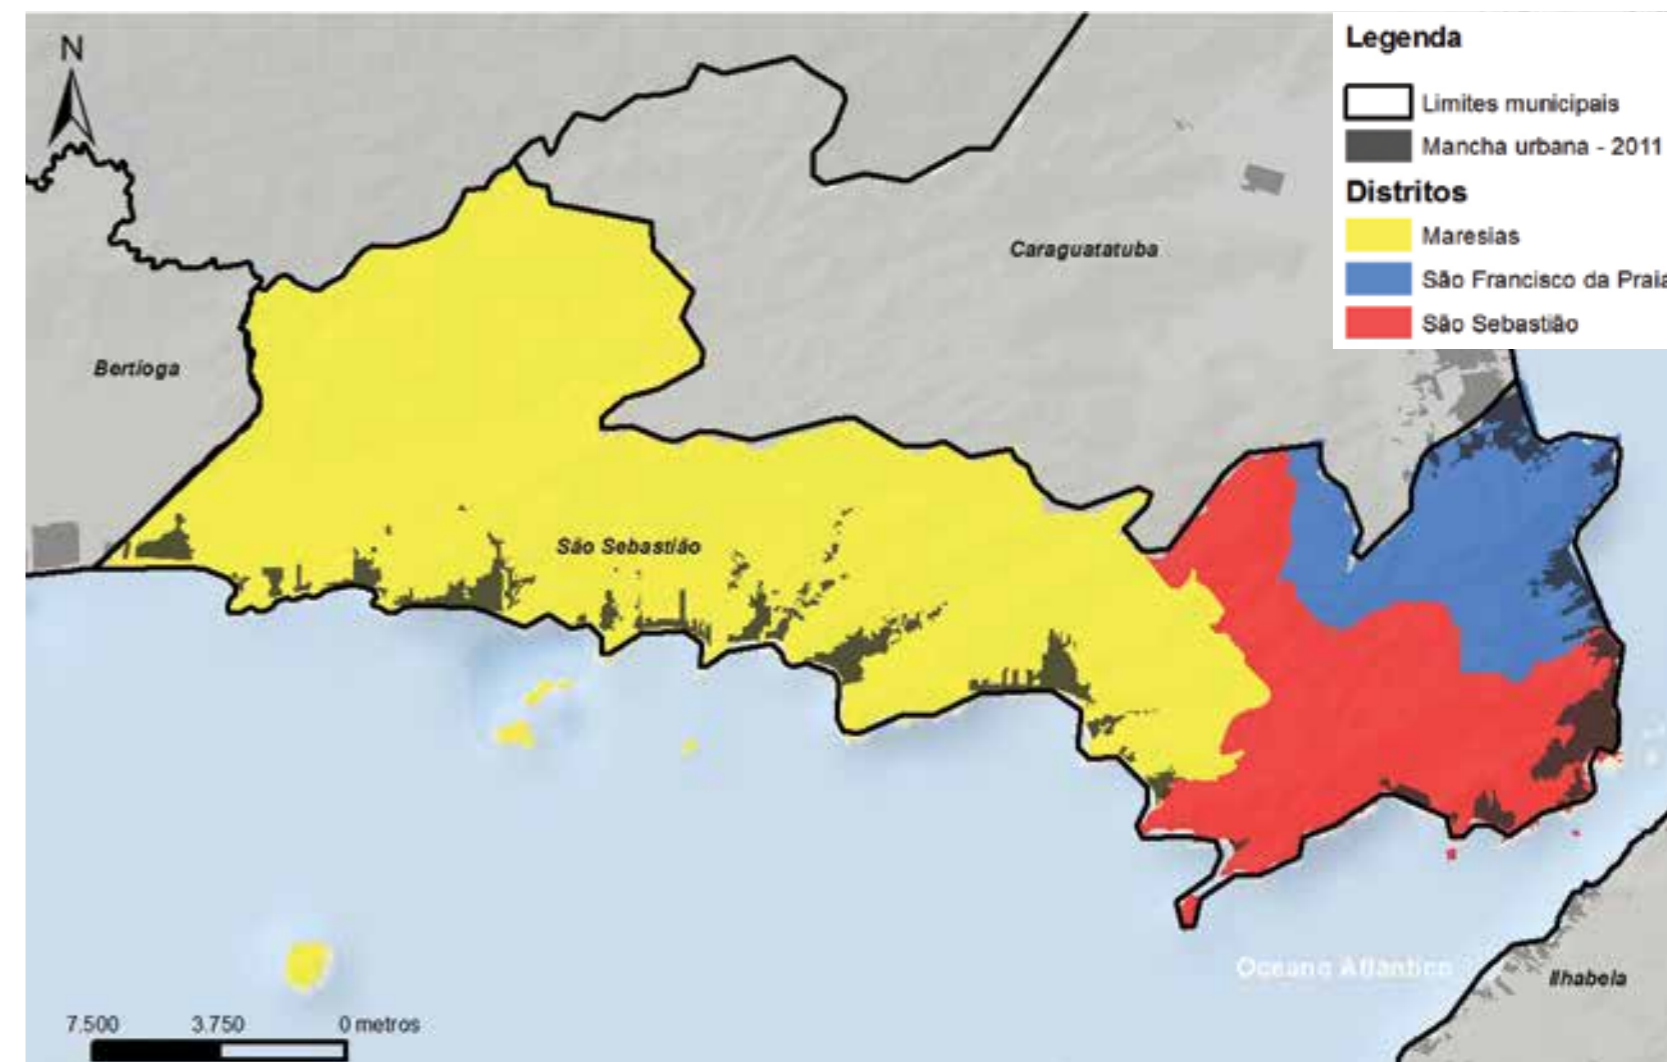 N
Legenda
Limites municipais
Mancha urbana - 2011
Distritos
Maresias
São Francisco da Praia
São Sebastião
Caraguatatuba
Bertioga
São Sebastião
Oceano Atlantico
Ilhabela
7.500 3.750 0 metros